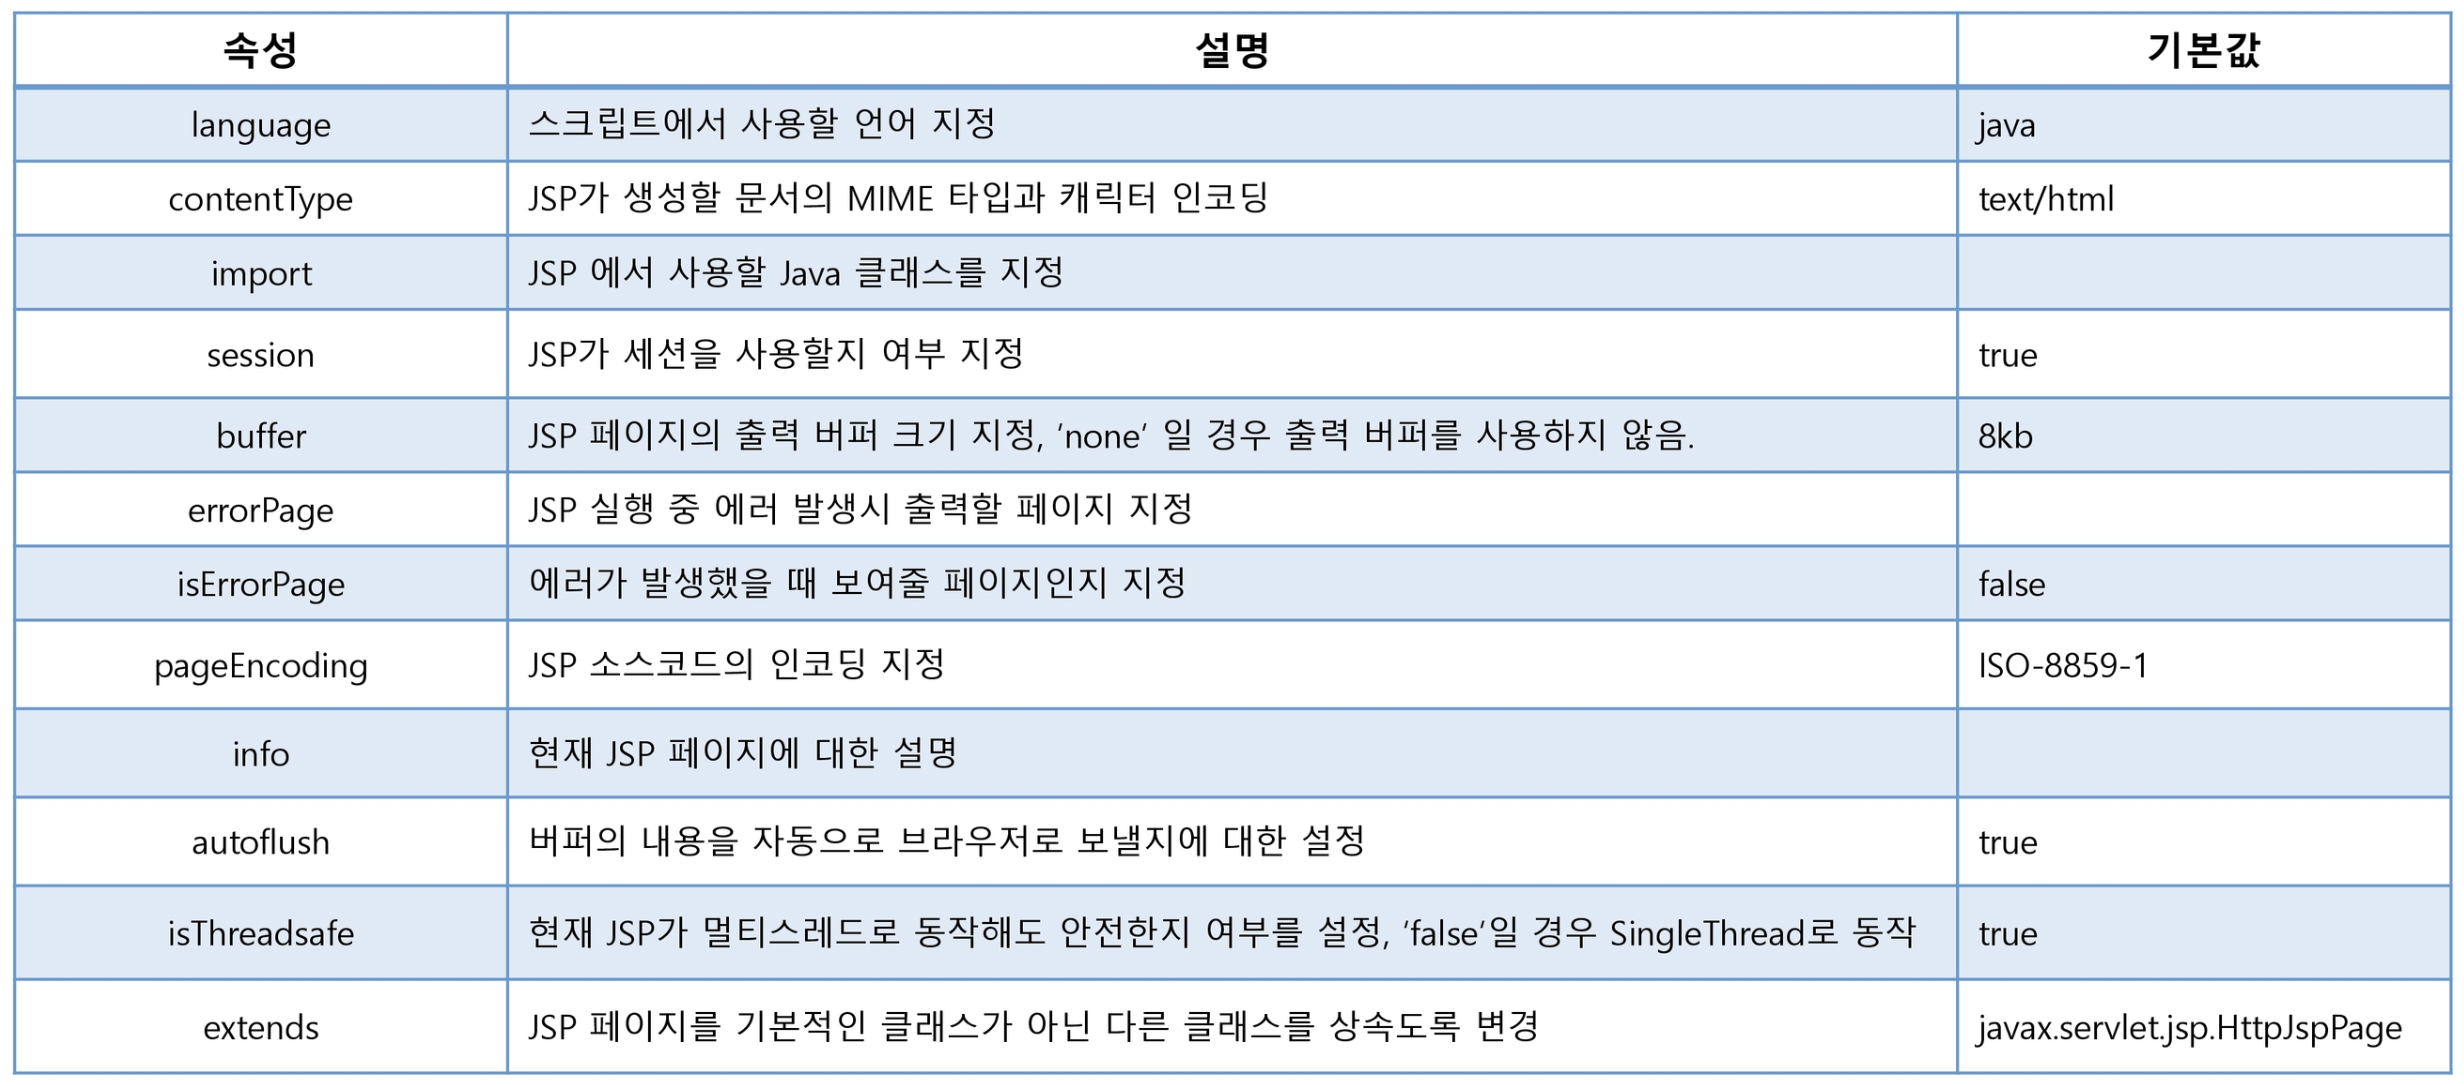 속성 설명 기본값
language 스크립트에서 사용할 언어 지정 java
contentType JSP가 생성할 문서의 MIME 타입과 캐릭터 인코딩 text/html
import JSP 에서 사용할 Java 클래스를 지정
session JSP가 세션을 사용할지 여부 지정 true
buffer JSP 페이지의 출력 버퍼 크기 지정, ‘none’ 일 경우 출력 버퍼를 사용하지 않음. 8kb
errorPage JSP 실행 중 에러 발생시 출력할 페이지 지정
isErrorPage 에러가 발생했을 때 보여줄 페이지인지 지정 false
pageEncoding JSP 소스코드의 인코딩 지정 ISO-8859-1
info 현재 JSP 페이지에 대한 설명
autoflush 버퍼의 내용을 자동으로 브라우저로 보낼지에 대한 설정 true
isThreadsafe 현재 JSP가 멀티스레드로 동작해도 안전한지 여부를 설정, ‘false’일 경우 SingleThread로 동작 true
extends JSP 페이지를 기본적인 클래스가 아닌 다른 클래스를 상속도록 변경 javax.servlet.jsp.HttpJspPage